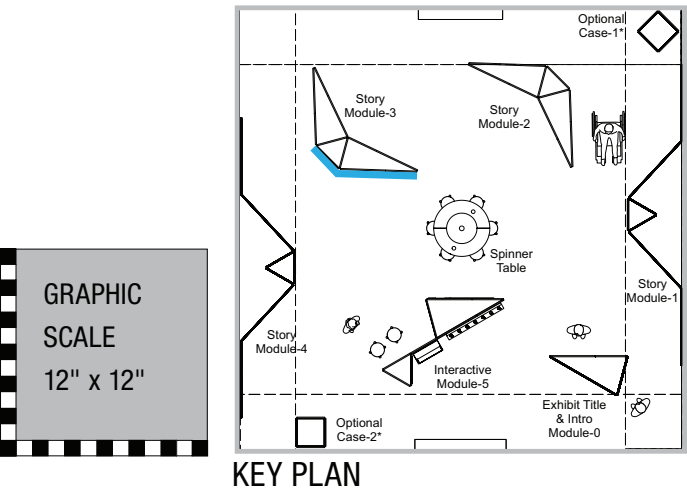 GRAPHIC
SCALE
12" x 12"
Optional
Case-1*
Story
Module-3
Story
Module-2
Spinner
Table
Story
Module-1
Story
Module-4
Interactive
Module-5
Exhibit Title
& Intro
Module-0
Optional
Case-2*
KEY PLAN